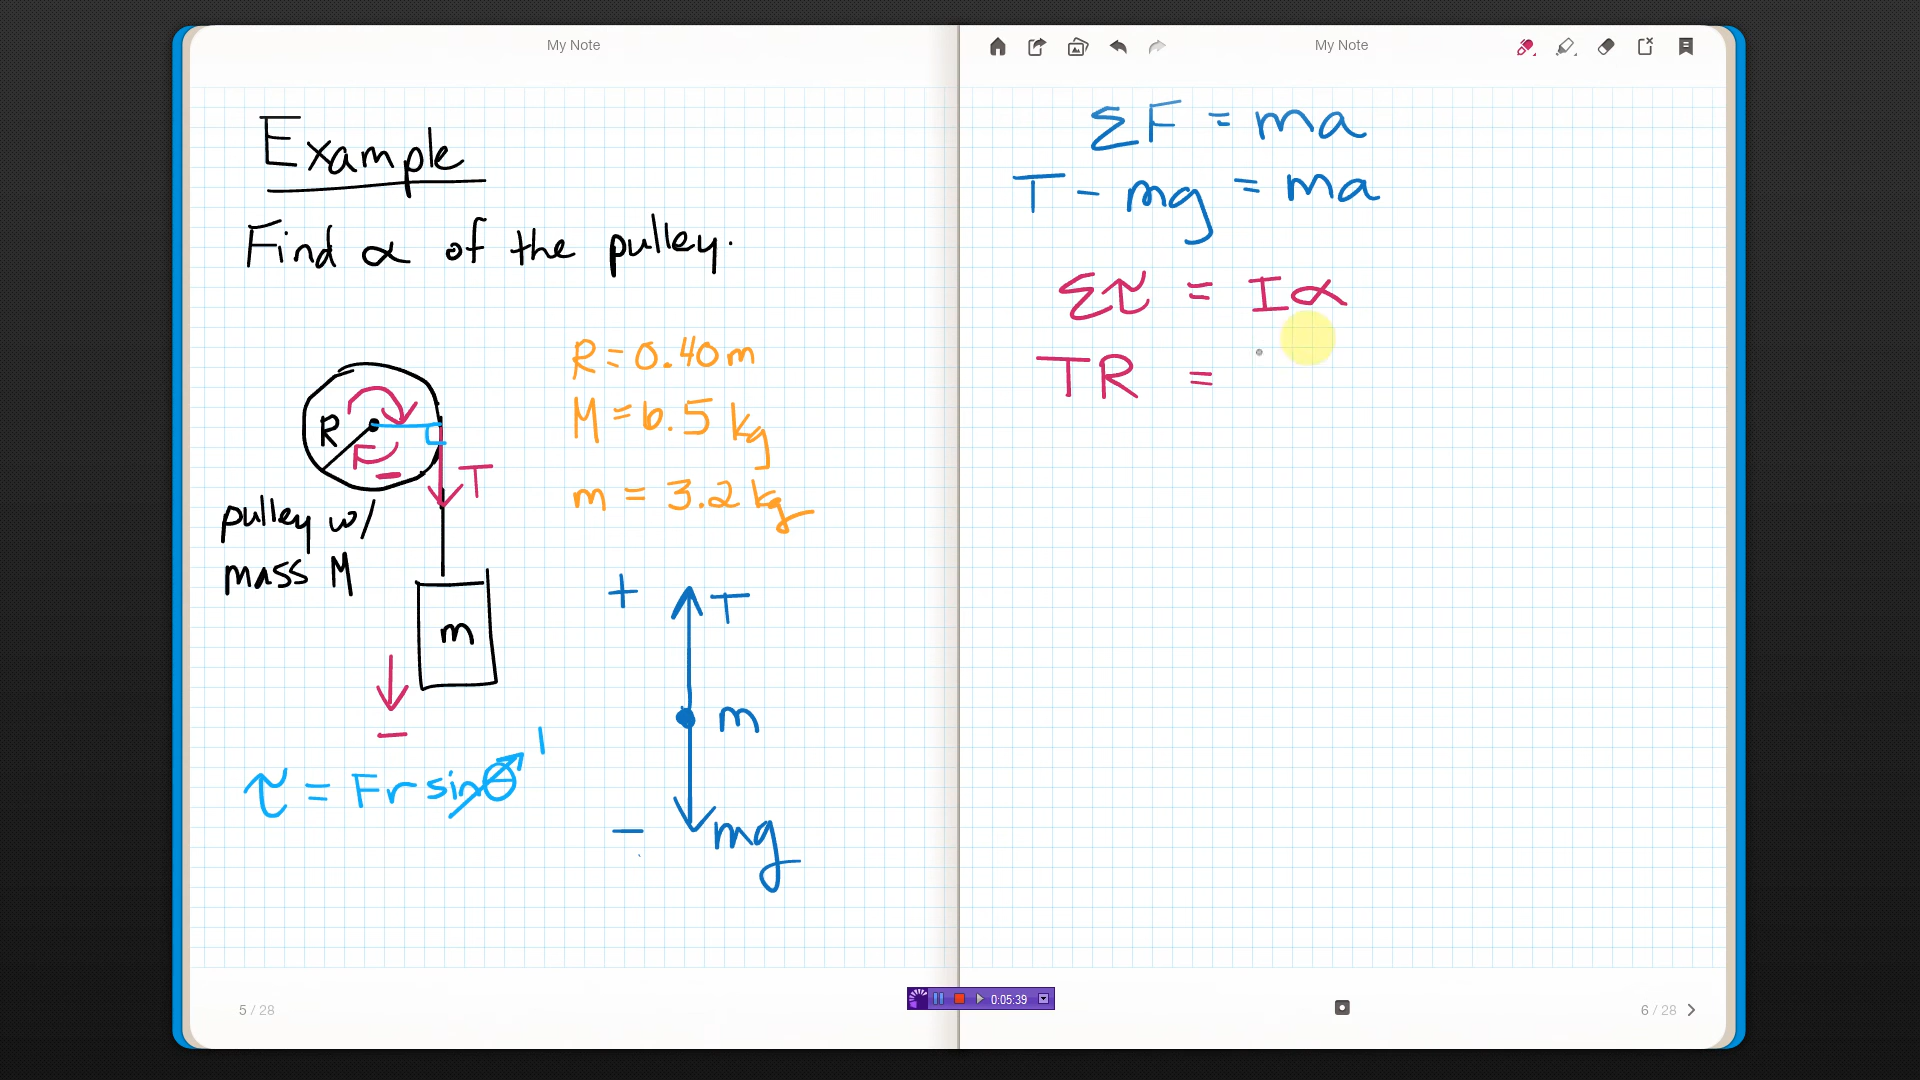 My Note
Example
Find α of the pulley.
R = 0.40 m
M = 6.5 kg
m = 3.2 kg
R
T
pulley w/
mass M
m
−
−
+
T
m
−
mg
τ = Fr sinθ 1
5 / 28
My Note
ΣF = ma
T − mg = ma
Στ = Iα
TR =
0:05:39
6 / 28